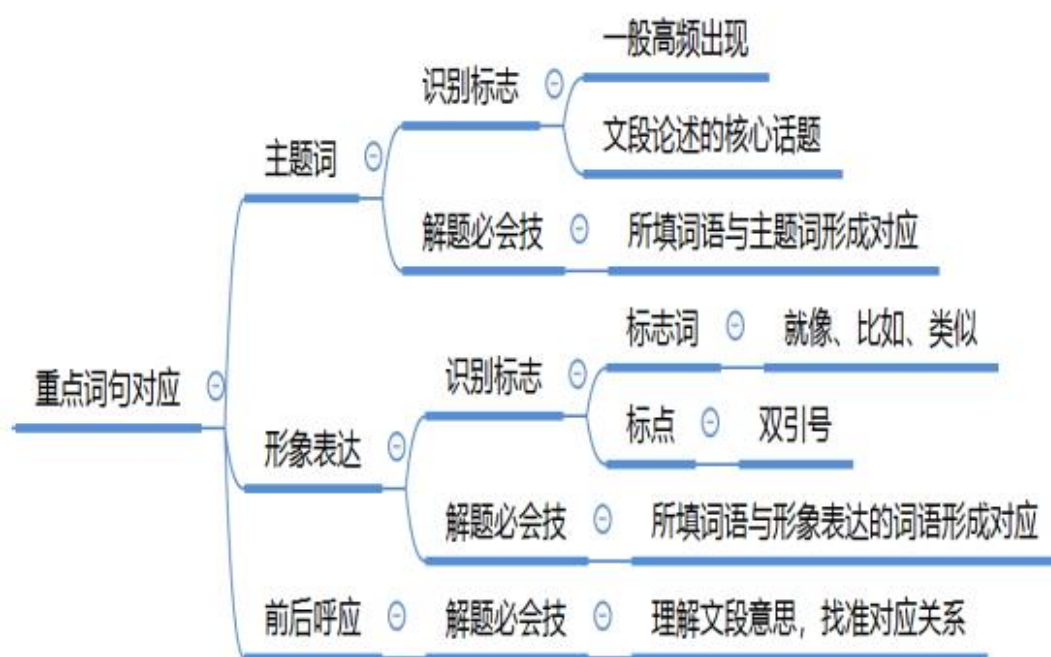 重点词句对应
主题词
识别标志
一般高频出现
文段论述的核心话题
解题必会技
所填词语与主题词形成对应
形象表达
识别标志
标志词
就像、比如、类似
标点
双引号
解题必会技
所填词语与形象表达的词语形成对应
前后呼应
解题必会技
理解文段意思，找准对应关系